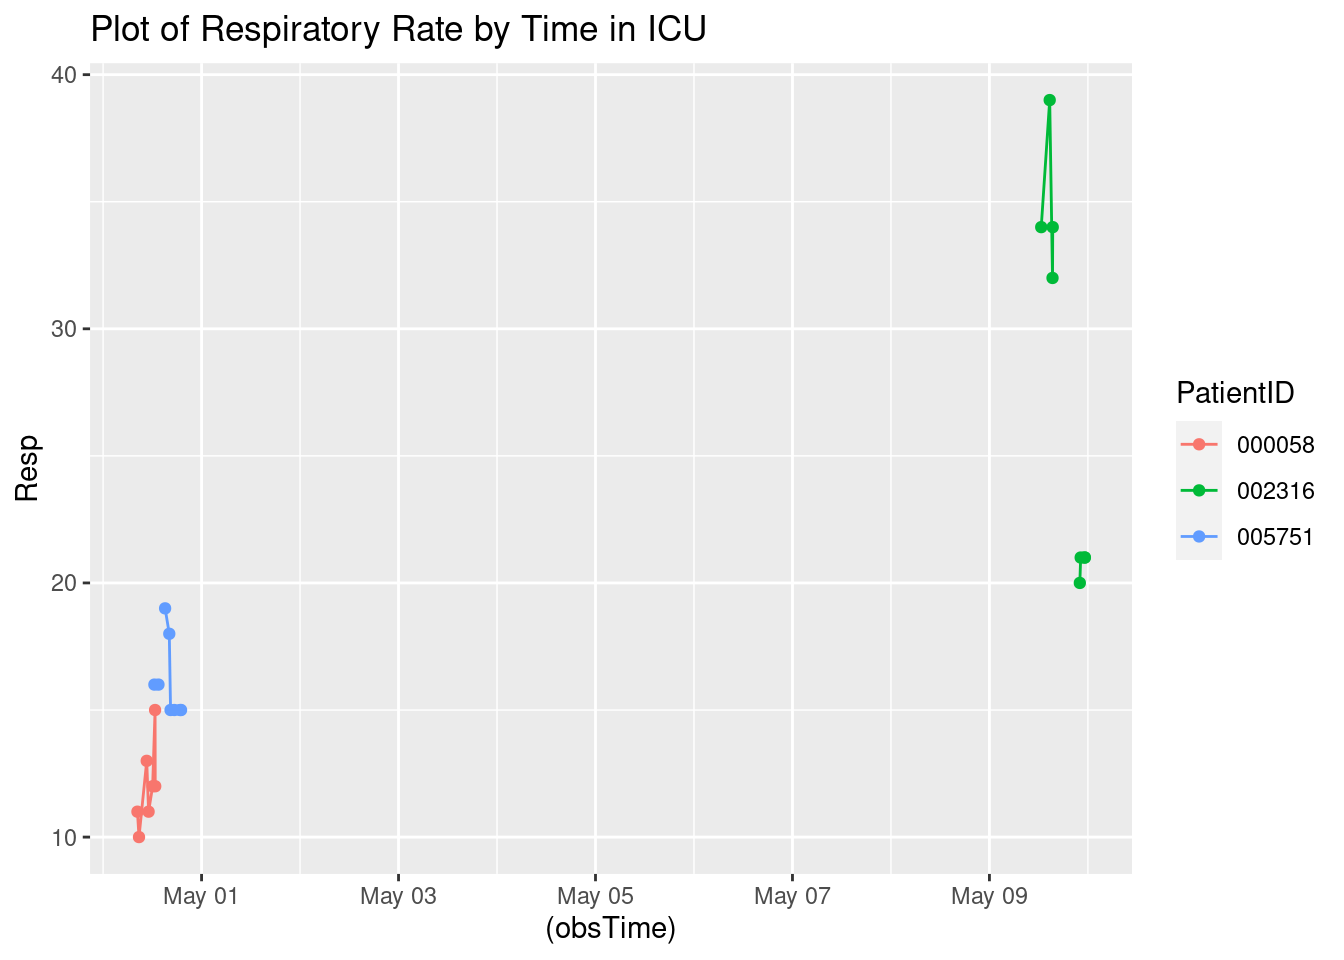 Plot of Respiratory Rate by Time in ICU
40
30
20
10
Resp
May 01
May 03
May 05
May 07
May 09
(obsTime)
PatientID
000058
002316
005751